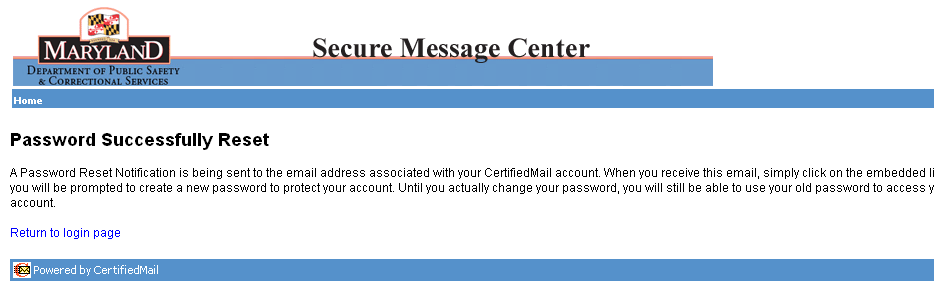 MARYLAND
DEPARTMENT OF PUBLIC SAFETY
& CORRECTIONAL SERVICES
Secure Message Center
Home
Password Successfully Reset
A Password Reset Notification is being sent to the email address associated with your CertifiedMail account. When you receive this email, simply click on the embedded li
you will be prompted to create a new password to protect your account. Until you actually change your password, you will still be able to use your old password to access y
account.
Return to login page
Powered by CertifiedMail